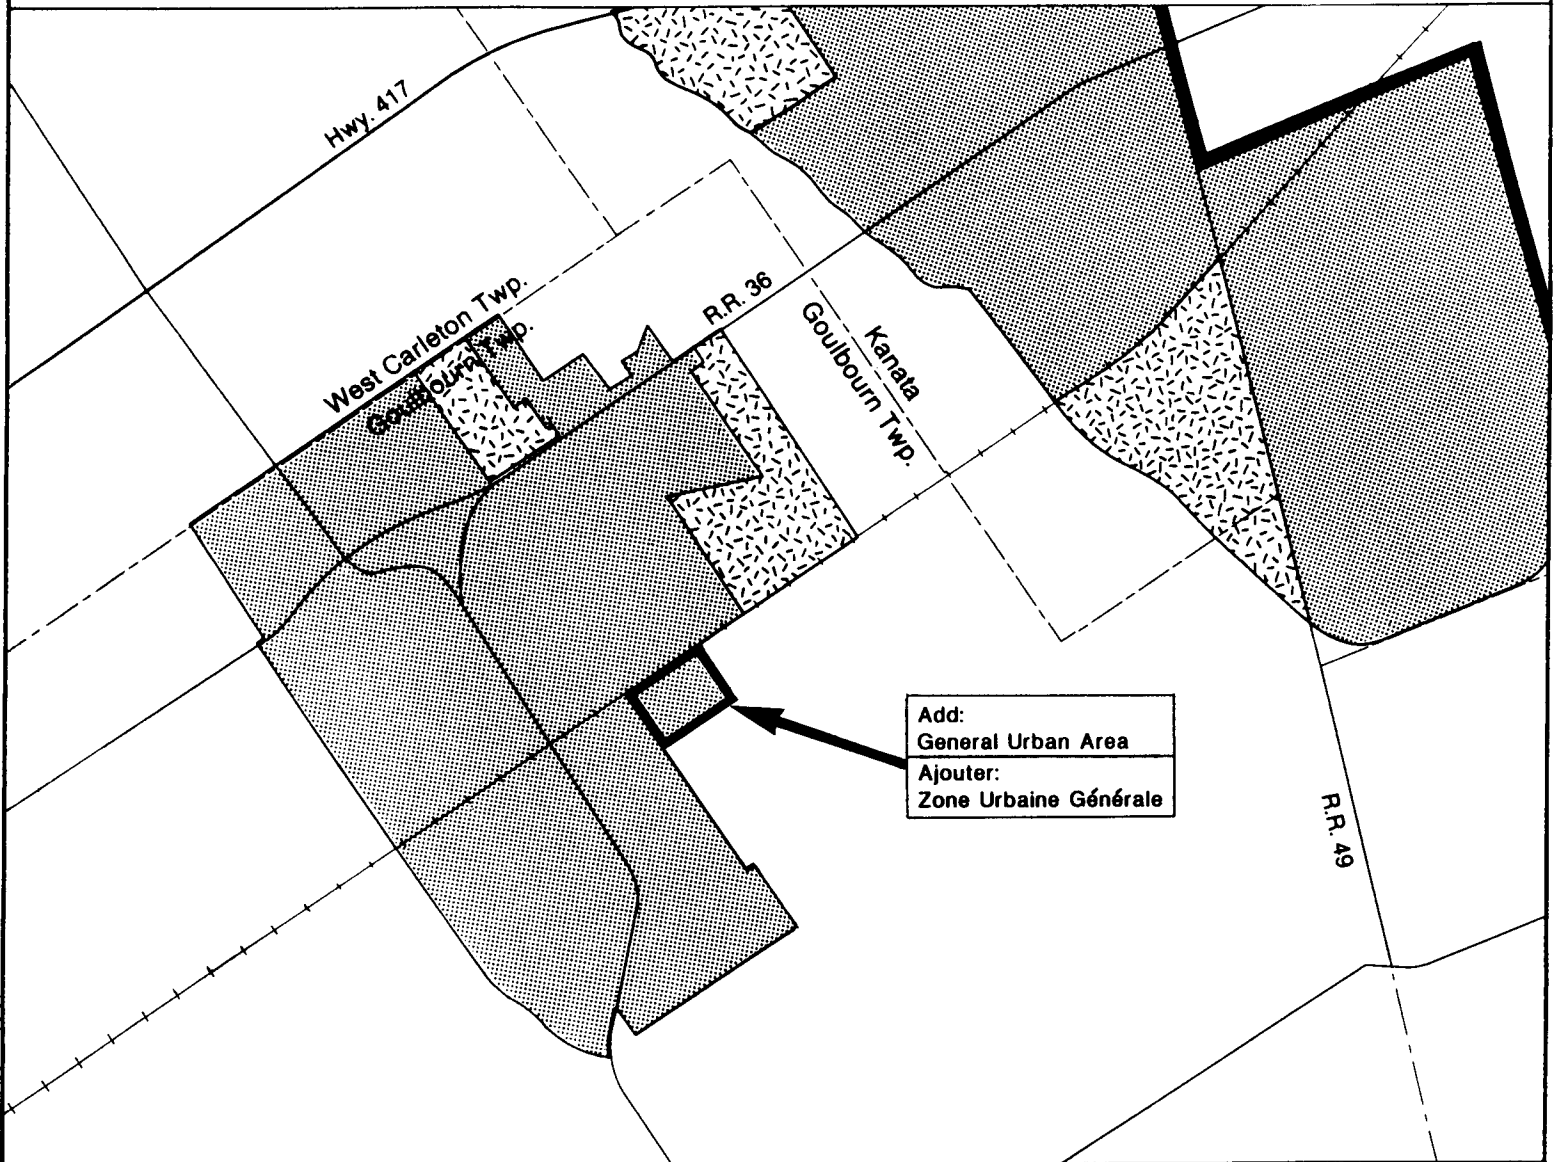 Hwy. 417
West Carleton Twp.
Goulbourn Twp.
R.R. 36
Kanata
Goulbourn Twp.
Add:
General Urban Area
Ajouter:
Zone Urbaine Générale
R.R. 49